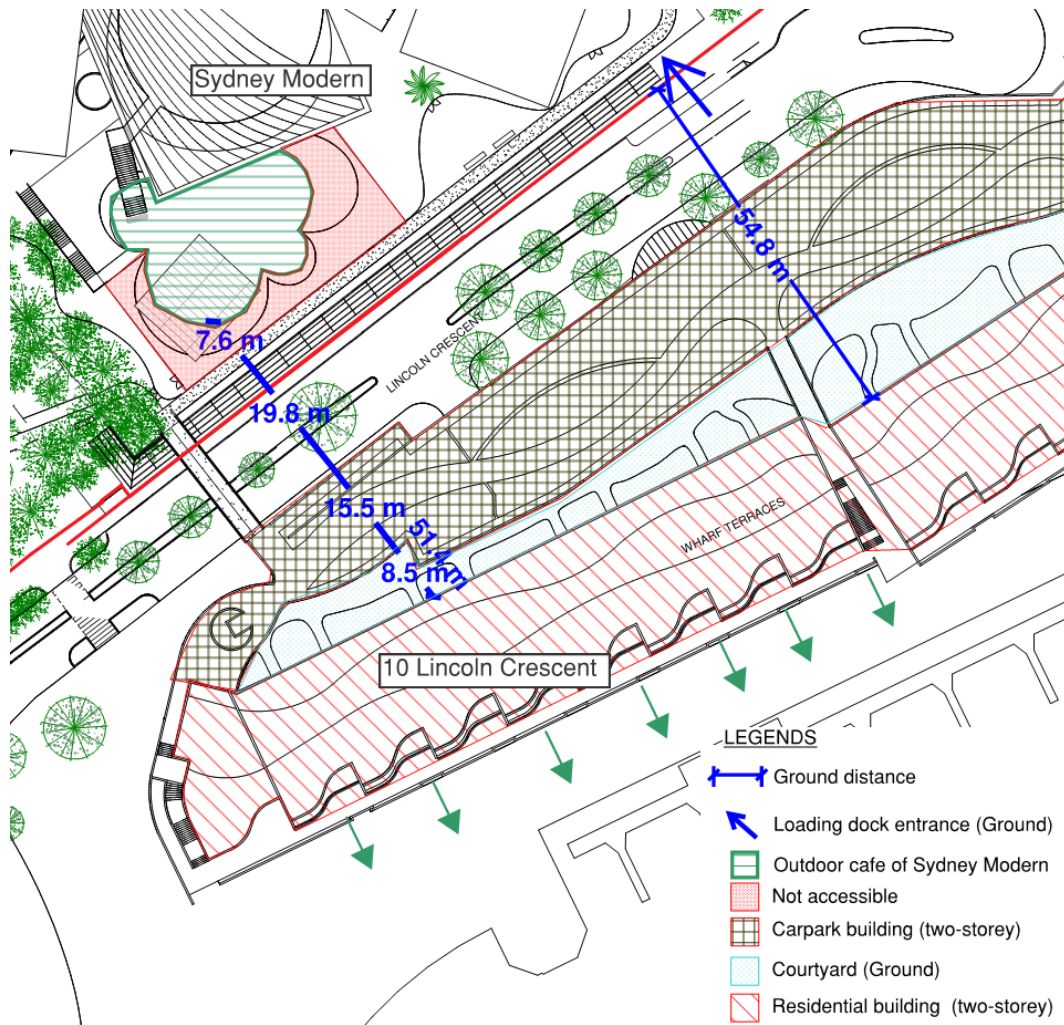 Sydney Modern
54.8 m
LINCOLN CRESCENT
7.6 m
19.8 m
15.5 m
51.4 m
8.5 m
WHARF TERRACES
10 Lincoln Crescent
LEGENDS
Ground distance
Loading dock entrance (Ground)
Outdoor cafe of Sydney Modern
Not accessible
Carpark building (two-storey)
Courtyard (Ground)
Residential building (two-storey)